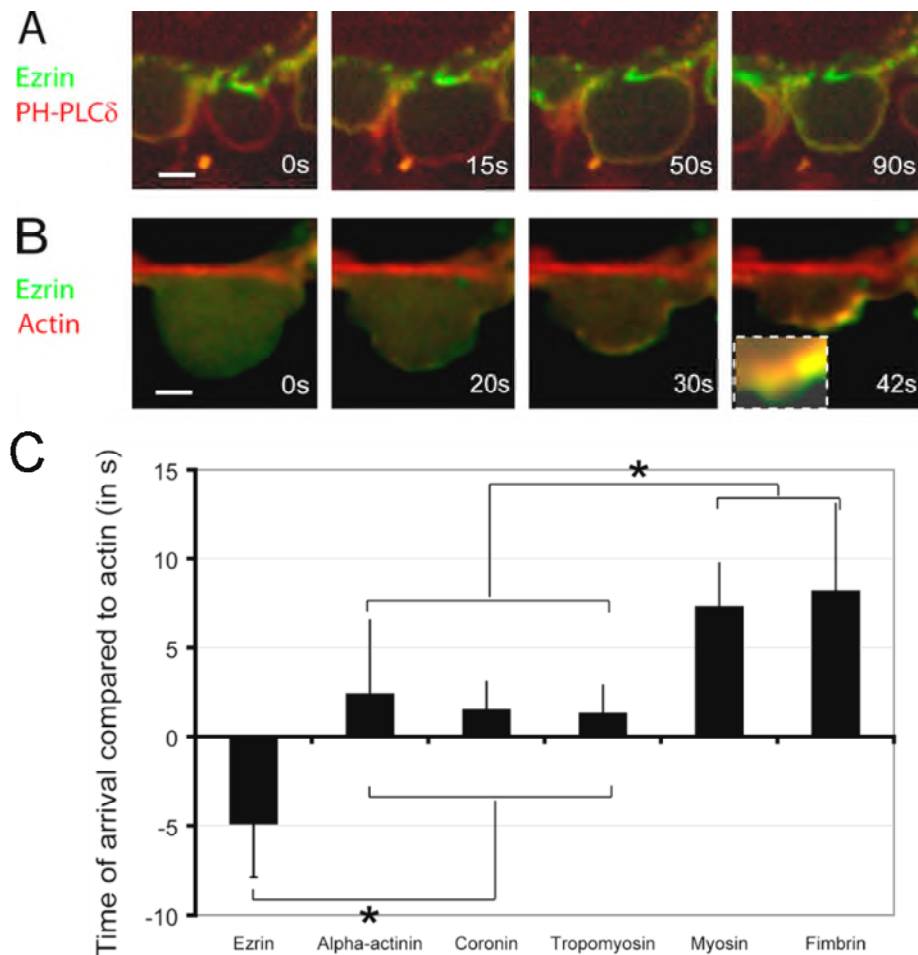 A
Ezrin
PH-PLCδ
0s
15s
50s
90s
B
Ezrin
Actin
0s
20s
30s
42s
C
Time of arrival compared to actin (in s)
15
10
5
0
-5
-10
*
*
Ezrin Alpha-actinin Coronin Tropomyosin Myosin Fimbrin